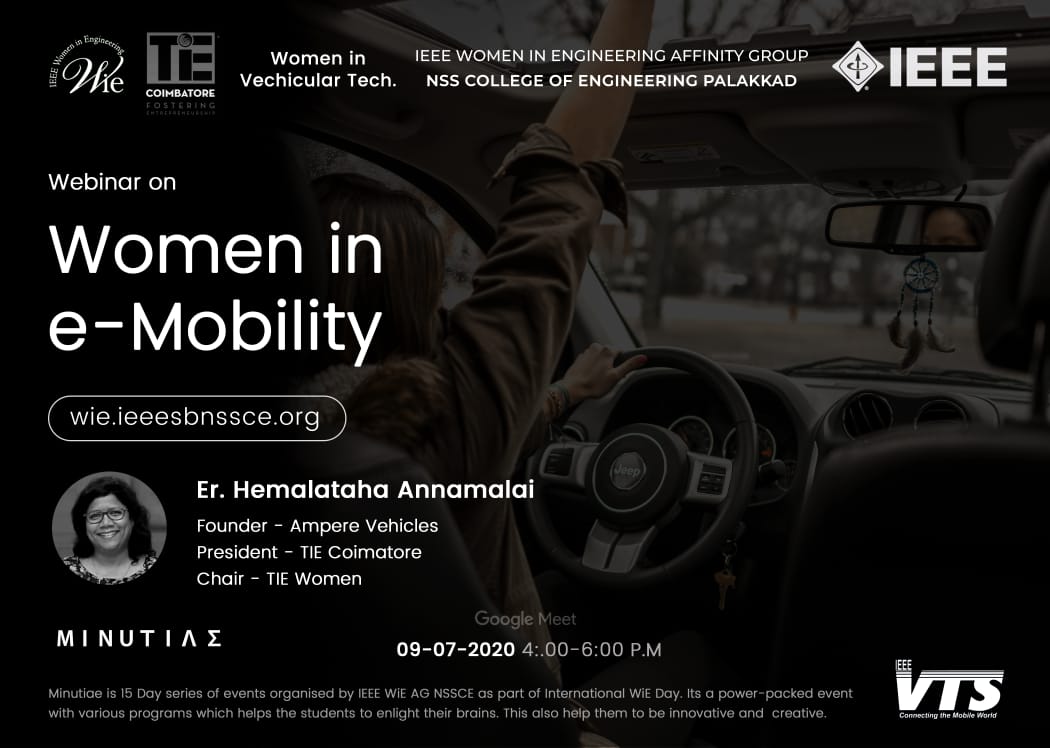 IEEE Women in Engineering
WiE
TiE
COIMBATORE
FOSTERING
ENTREPRENEURSHIP
Women in
Vechicular Tech.
IEEE WOMEN IN ENGINEERING AFFINITY GROUP
NSS COLLEGE OF ENGINEERING PALAKKAD
IEEE
Webinar on
Women in
e-Mobility
wie.ieeesbnssce.org
Jeep
Er. Hemalataha Annamalai
Founder - Ampere Vehicles
President - TIE Coimatore
Chair - TIE Women
MINUTIAE
Google Meet
09-07-2020 4:.00-6:00 P.M
Minutiae is 15 Day series of events organised by IEEE WiE AG NSSCE as part of International WiE Day. Its a power-packed event
with various programs which helps the students to enlight their brains. This also help them to be innovative and creative.
IEEE
VTS
Connecting the Mobile World